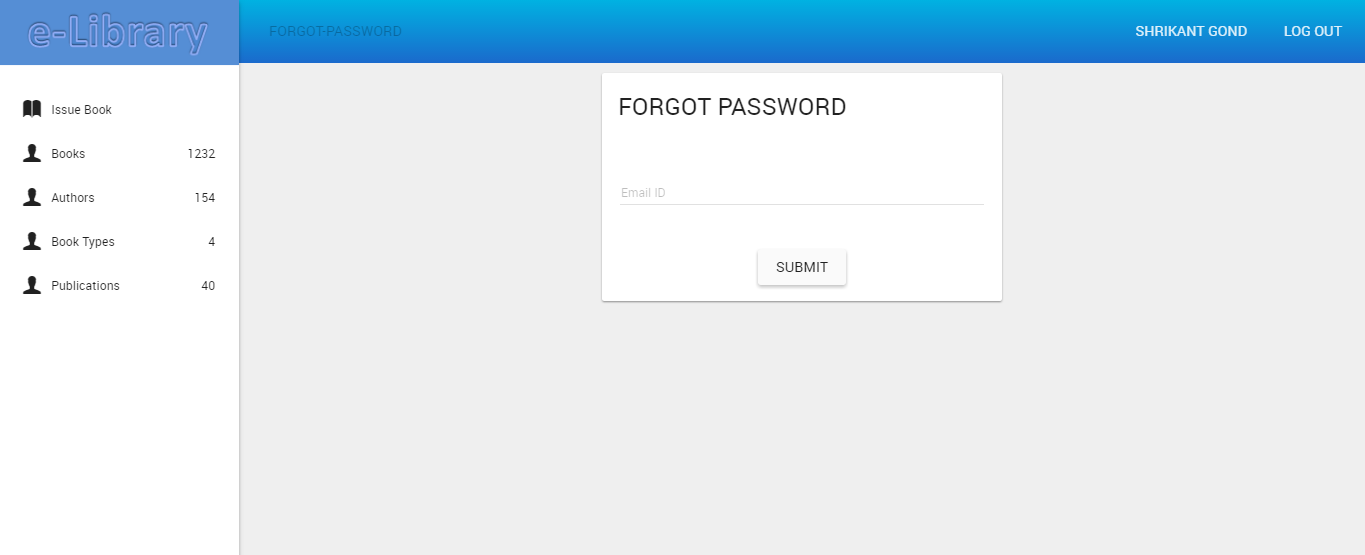 e-Library
FORGOT-PASSWORD
SHRIKANT GOND
LOG OUT
Issue Book
Books 1232
Authors 154
Book Types 4
Publications 40
FORGOT PASSWORD
Email ID
SUBMIT